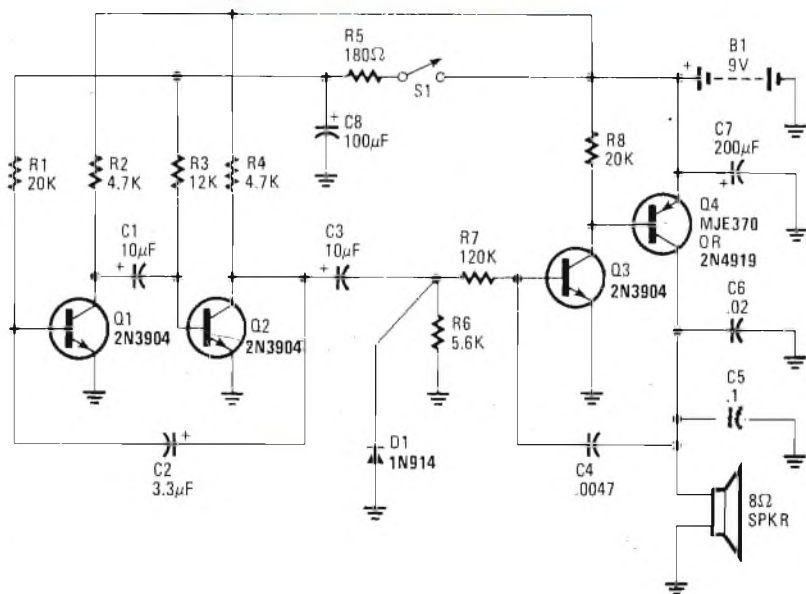 R5
180Ω
S1
B1
9V
+
C8
100µF
+
R1
20K
R2
4.7K
R3
12K
R4
4.7K
R8
20K
C7
200µF
+
Q4
MJE370
OR
2N4919
C1
10µF
+
C3
10µF
+
R7
120K
Q3
2N3904
Q1
2N3904
Q2
2N3904
R6
5.6K
C6
.02
C5
.1
C2
3.3µF
+
D1
1N914
C4
.0047
8Ω
SPKR